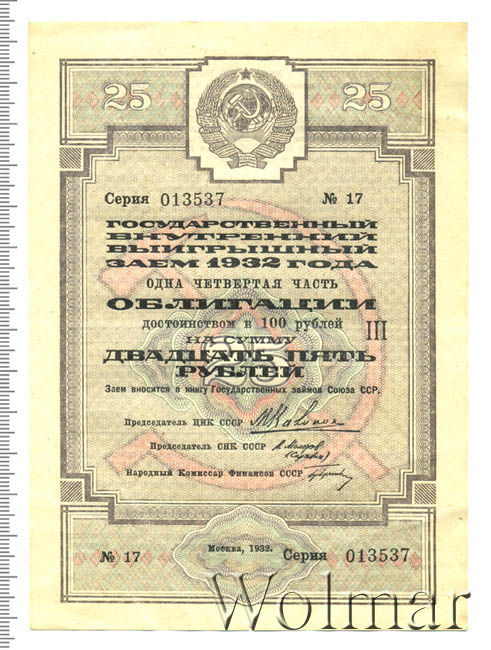 25 25
Серия 013537 № 17
ГОСУДАРСТВЕННЫЙ
ВНУТРЕННИЙ
ВЫИГРЫШНЫЙ
ЗАЕМ 1932 ГОДА
ОДНА ЧЕТВЕРТАЯ ЧАСТЬ
ОБЛИГАЦИИ
достоинством в 100 рублей
III
НА СУММУ
ДВАДЦАТЬ ПЯТЬ
РУБЛЕЙ
Заем вносится в книгу Государственных займов Союза ССР.
Председатель ЦИК СССР
Председатель СНК СССР
Народный Комиссар Финансов СССР
№ 17 Москва, 1932. Серия 013537
Wolmar